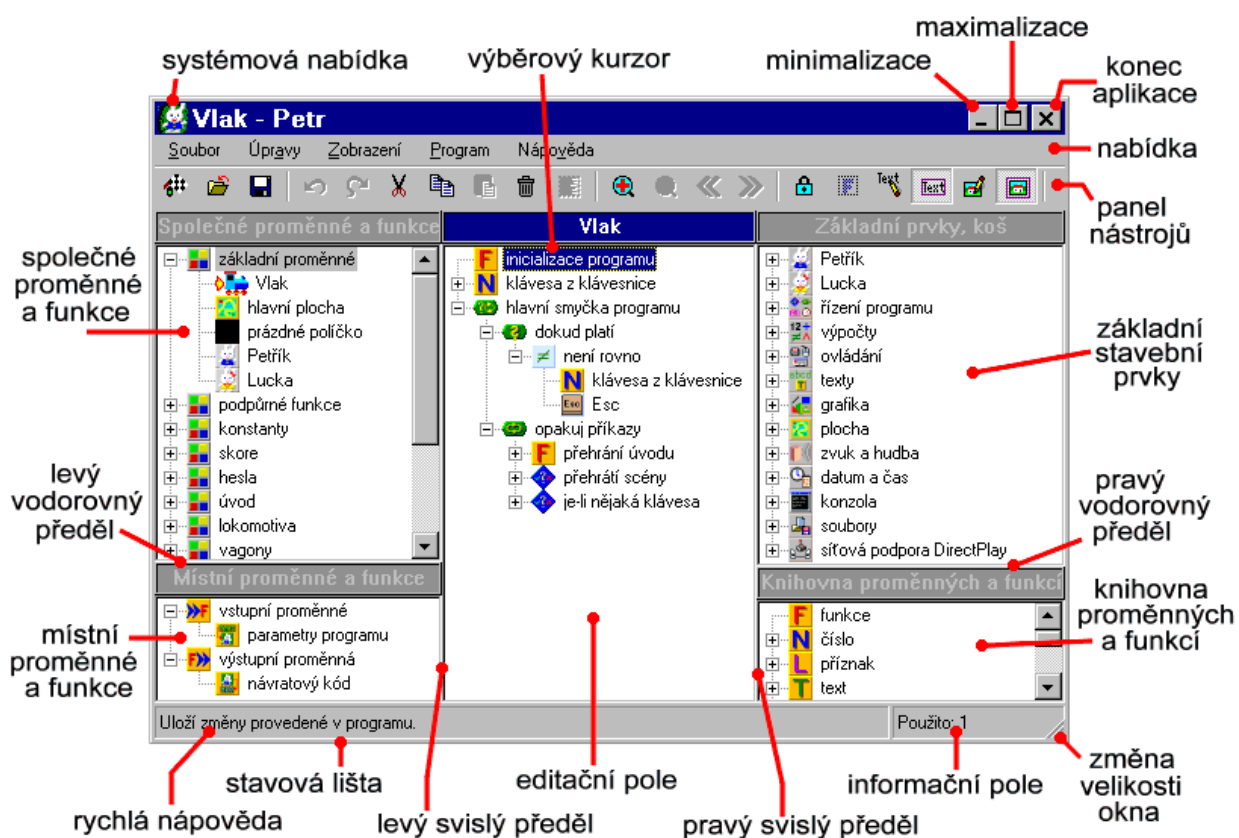 maximalizace
systémová nabídka
výběrový kurzor
minimalizace
konec
aplikace
Vlak - Petr
Soubor Úpravy Zobrazení Program Nápověda
nabídka
Text
Text
panel
nástrojů
Společné proměnné a funkce
Vlak
Základní prvky, koš
společné
proměnné
a funkce
základní proměnné
Vlak
hlavní plocha
prázdné políčko
Petřík
Lucka
podpůrné funkce
konstanty
skore
hesla
úvod
lokomotiva
vagony
F inicializace programu
N klávesa z klávesnice
hlavní smyčka programu
dokud platí
≠ není rovno
N klávesa z klávesnice
Esc Esc
opakuj příkazy
F přehrání úvodu
přehrátí scény
je-li nějaká klávesa
Petřík
Lucka
řízení programu
výpočty
ovládání
abcd T texty
grafika
plocha
zvuk a hudba
datum a čas
konzola
soubory
síťová podpora DirectPlay
základní
stavební
prvky
levý
vodorovný
předěl
pravý
vodorovný
předěl
Místní proměnné a funkce
vstupní proměnné
parametry programu
výstupní proměnná
návratový kód
místní
proměnné
a funkce
Knihovna proměnných a funkcí
F funkce
N číslo
L příznak
T text
knihovna
proměnných
a funkcí
Uloží změny provedené v programu.
Použito: 1
stavová lišta
editační pole
informační pole
změna
velikosti
okna
rychlá nápověda
levý svislý předěl
pravý svislý předěl